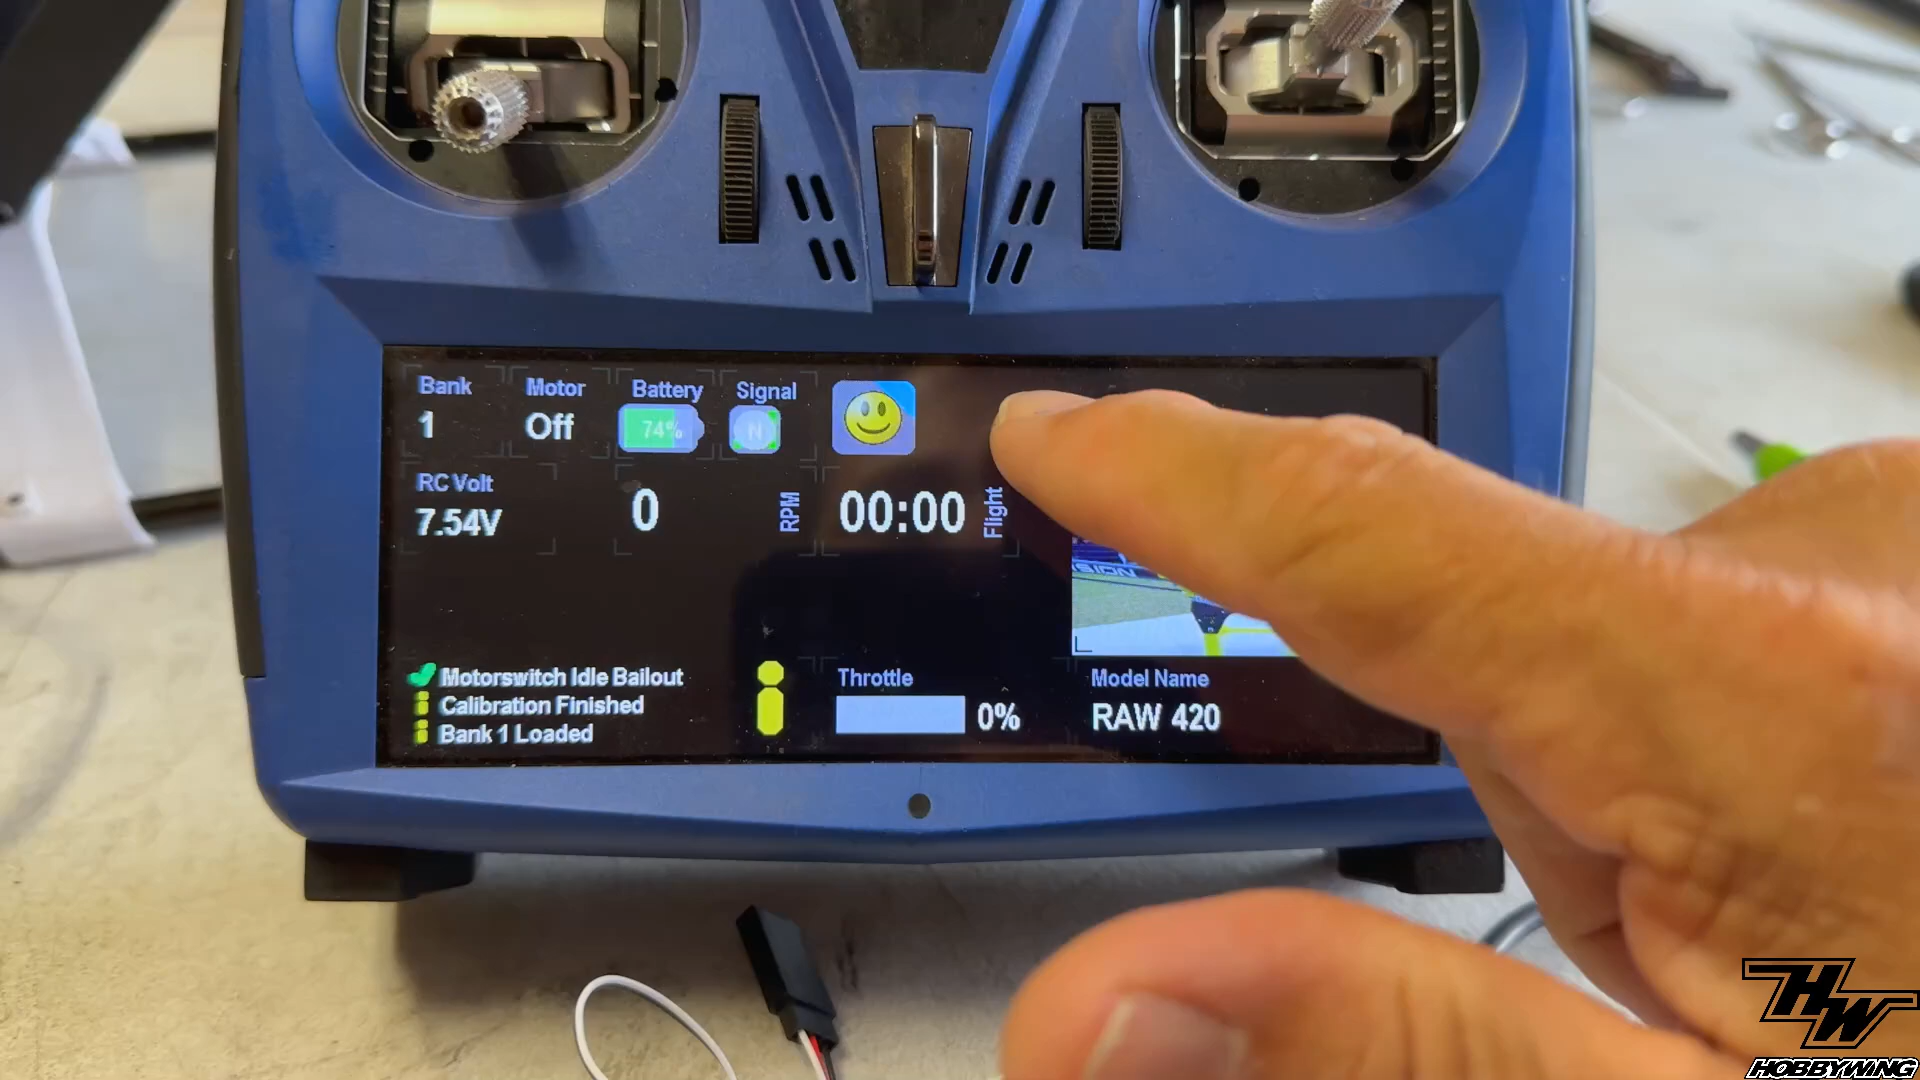 Bank
1
Motor
Off
Battery
74%
Signal
N
RC Volt
7.54V
0
RPM
00:00
Flight
ISION
Motorswitch Idle Bailout
Calibration Finished
Bank 1 Loaded
Throttle
0%
Model Name
RAW 420
HW
HOBBYWING